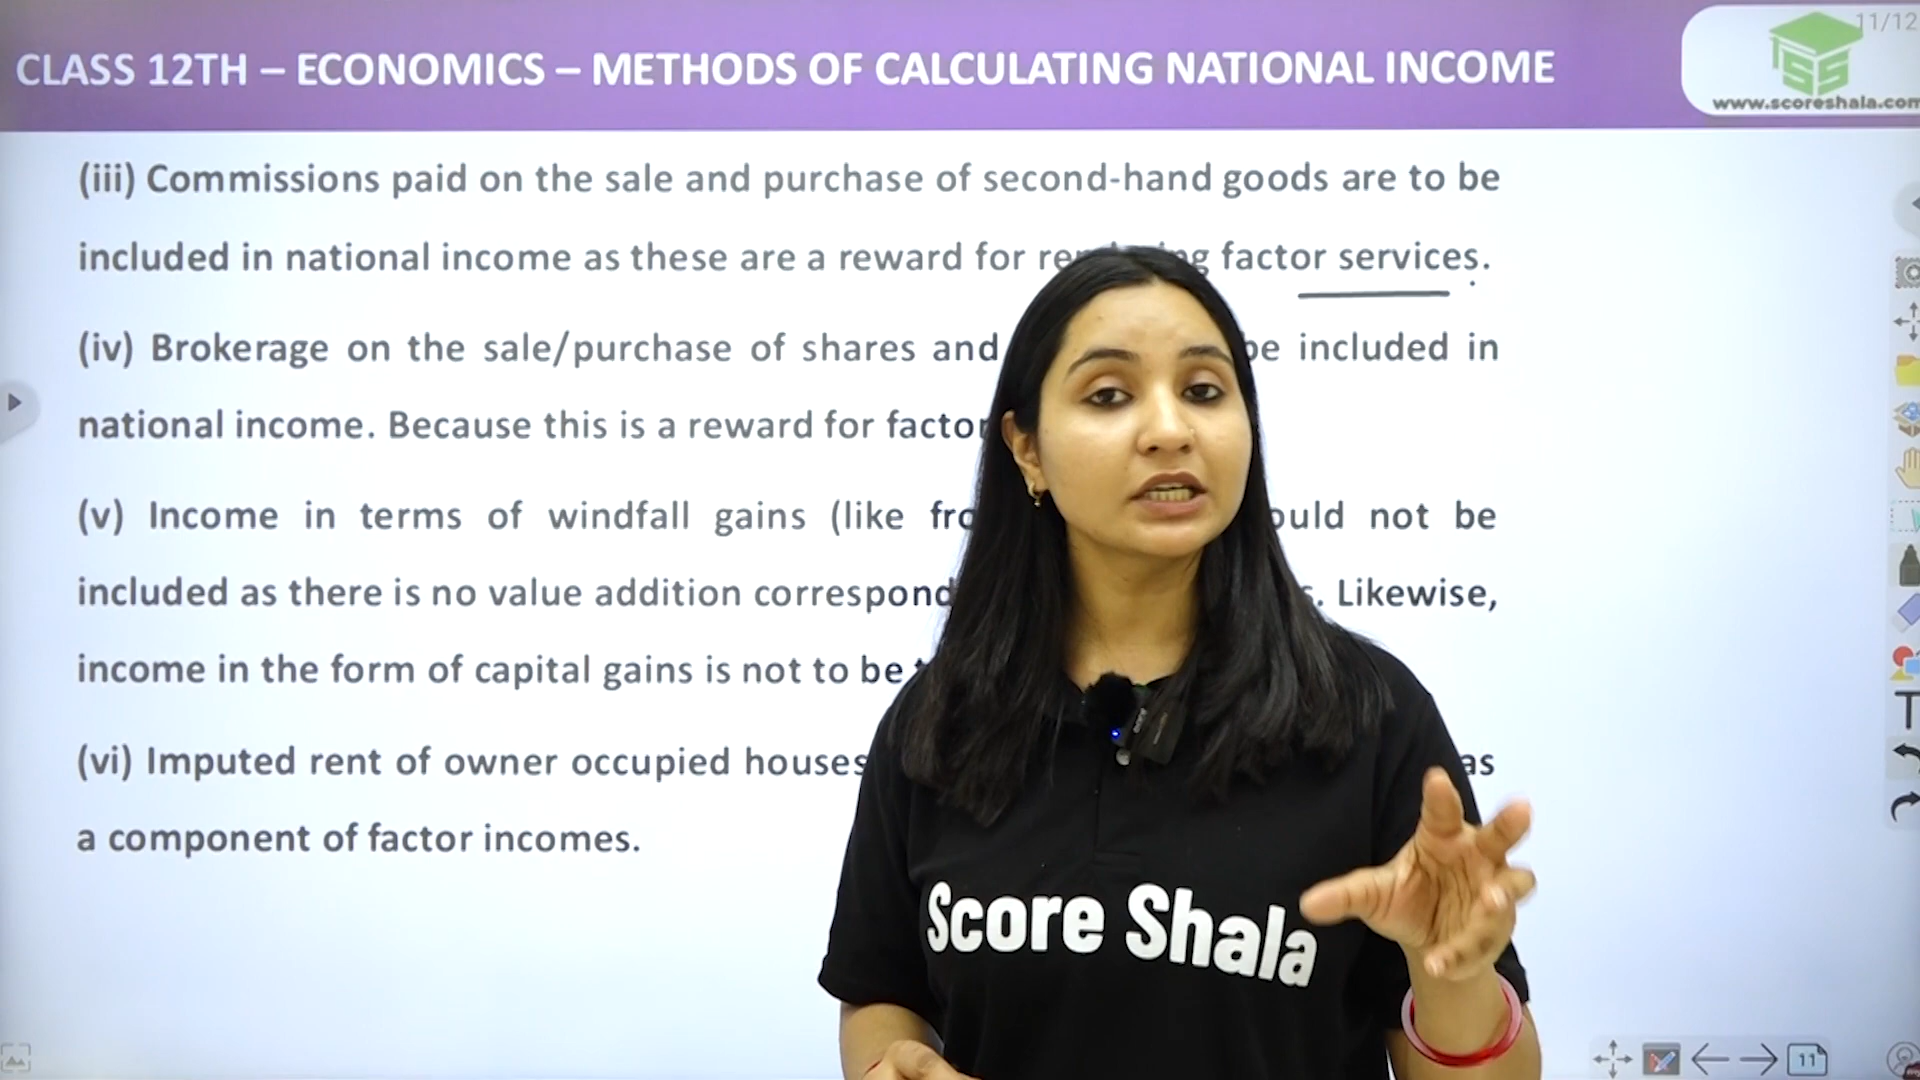 CLASS 12TH – ECONOMICS – METHODS OF CALCULATING NATIONAL INCOME
11/12
www.scoreshala.com
(iii) Commissions paid on the sale and purchase of second-hand goods are to be
included in national income as these are a reward for factor services.
(iv) Brokerage on the sale/purchase of shares and be included in
national income. Because this is a reward for factor
(v) Income in terms of windfall gains (like not be
included as there is no value addition Likewise,
income in the form of capital gains is not to be
(vi) Imputed rent of owner occupied houses as
a component of factor incomes.
Score Shala
T
11